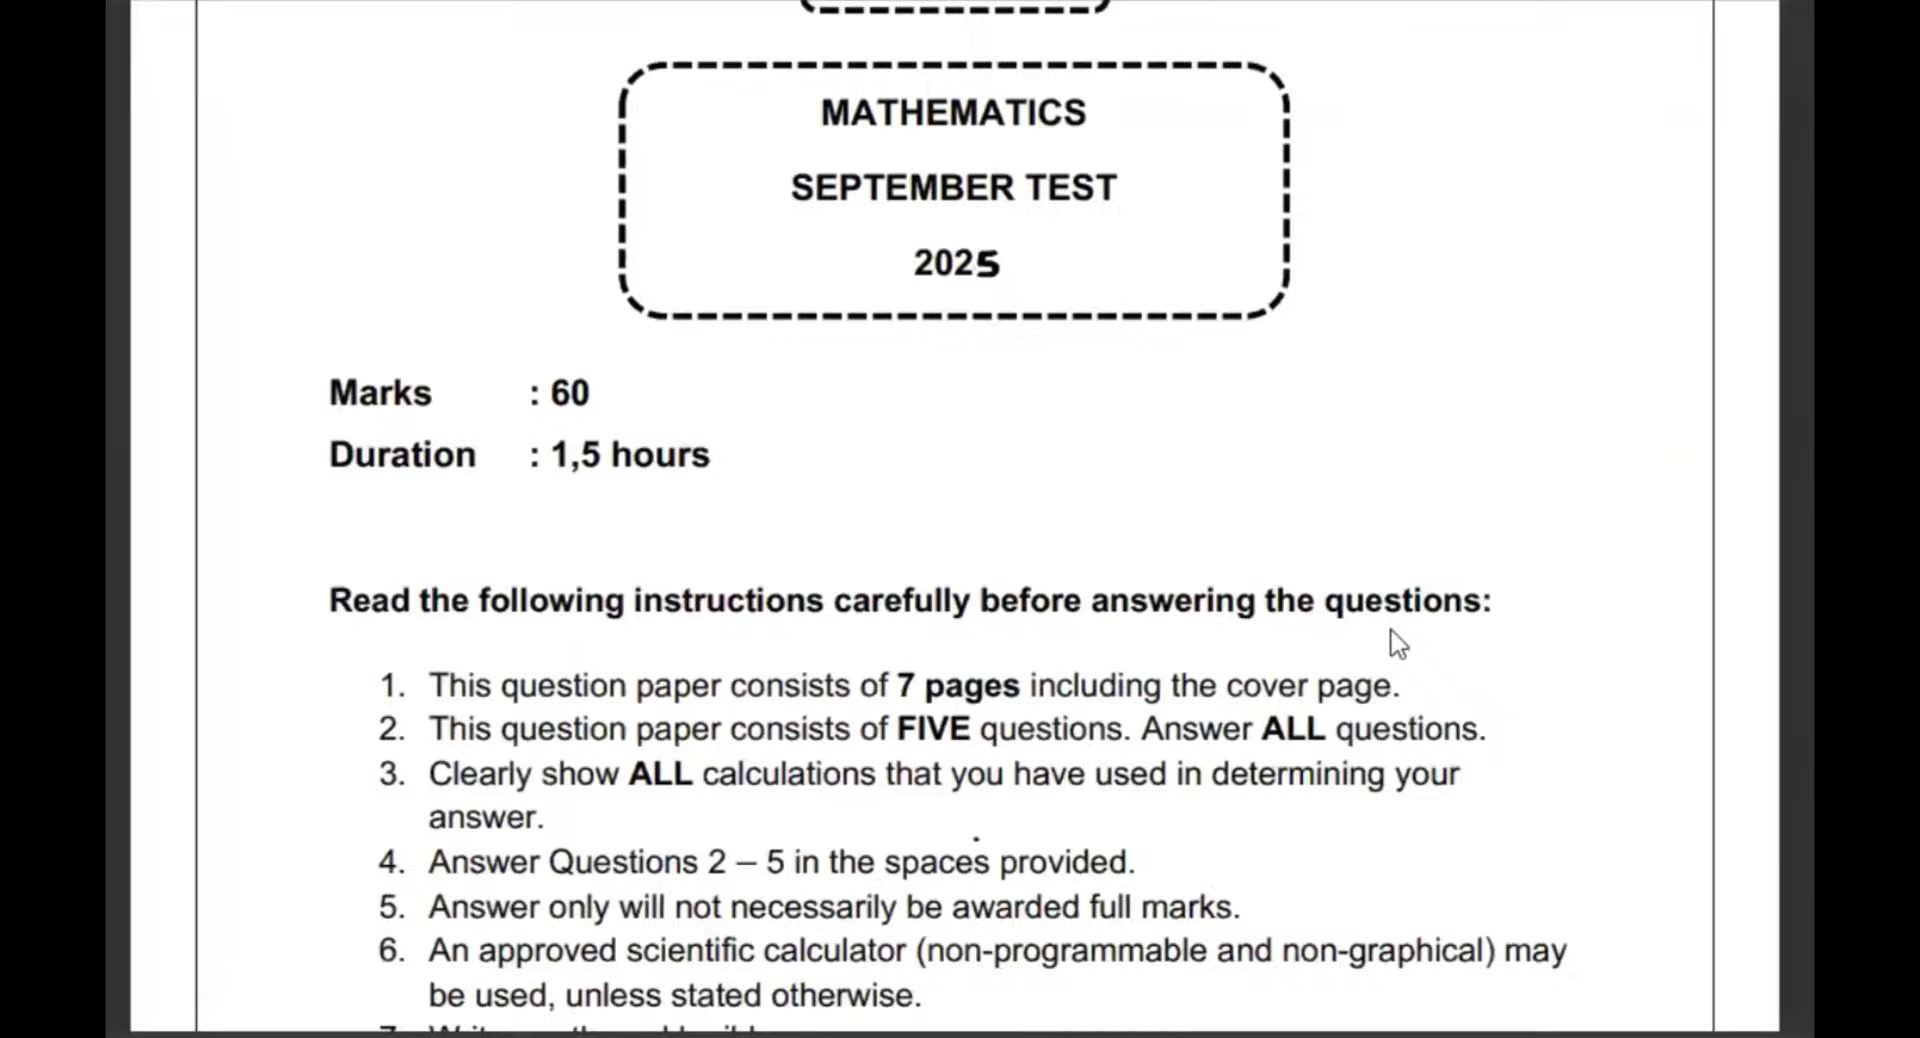 MATHEMATICS
SEPTEMBER TEST
2025
Marks : 60
Duration : 1,5 hours
Read the following instructions carefully before answering the questions:
1. This question paper consists of 7 pages including the cover page.
2. This question paper consists of FIVE questions. Answer ALL questions.
3. Clearly show ALL calculations that you have used in determining your
answer.
4. Answer Questions 2 – 5 in the spaces provided.
5. Answer only will not necessarily be awarded full marks.
6. An approved scientific calculator (non-programmable and non-graphical) may
be used, unless stated otherwise.